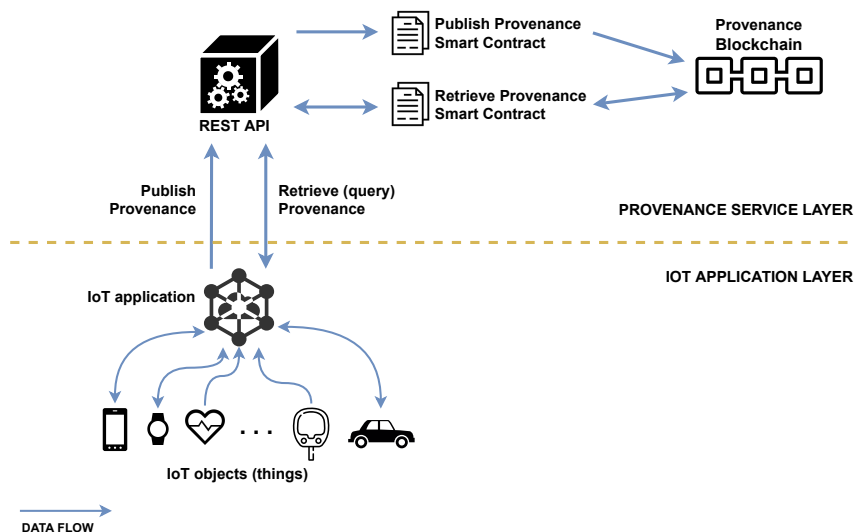 Publish Provenance
Smart Contract
Provenance
Blockchain
Retrieve Provenance
Smart Contract
REST API
Publish
Provenance
Retrieve (query)
Provenance
PROVENANCE SERVICE LAYER
IOT APPLICATION LAYER
IoT application
. . .
IoT objects (things)
DATA FLOW